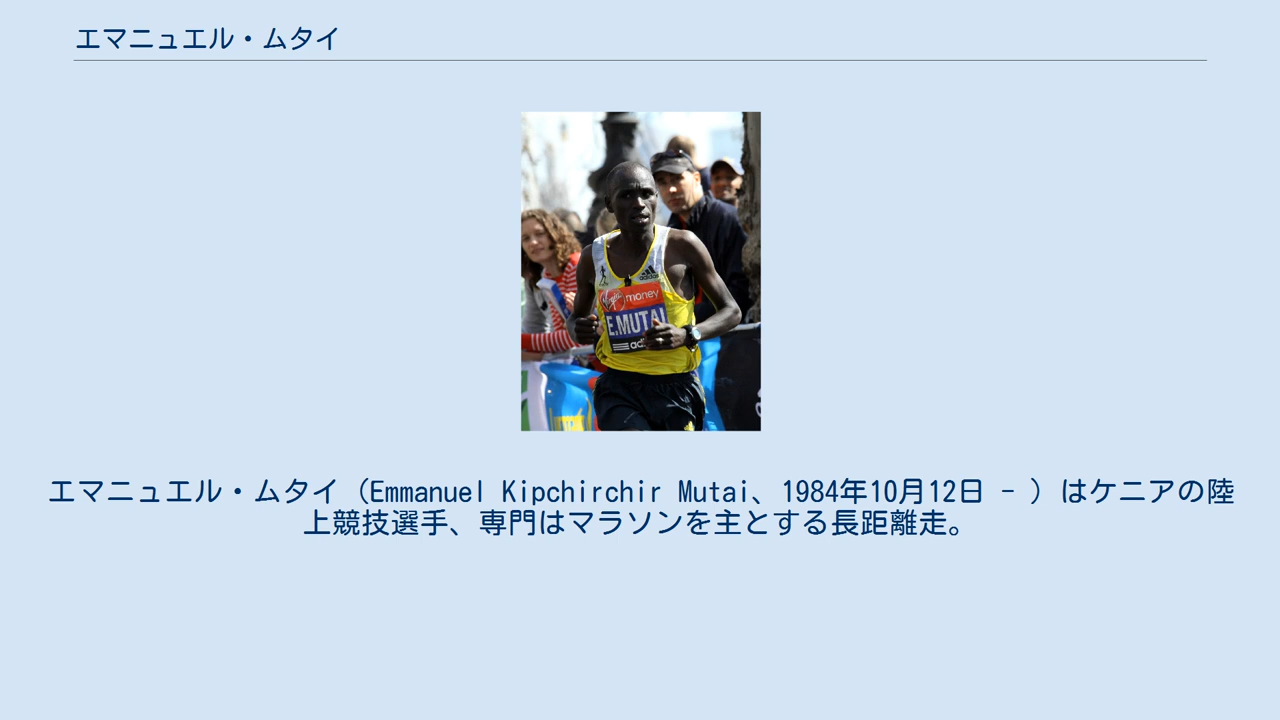 エマニュエル・ムタイ
Virgin money
adidas
E.MUTAI
エマニュエル・ムタイ（Emmanuel Kipchirchir Mutai、1984年10月12日 - ）はケニアの陸
上競技選手、専門はマラソンを主とする長距離走。